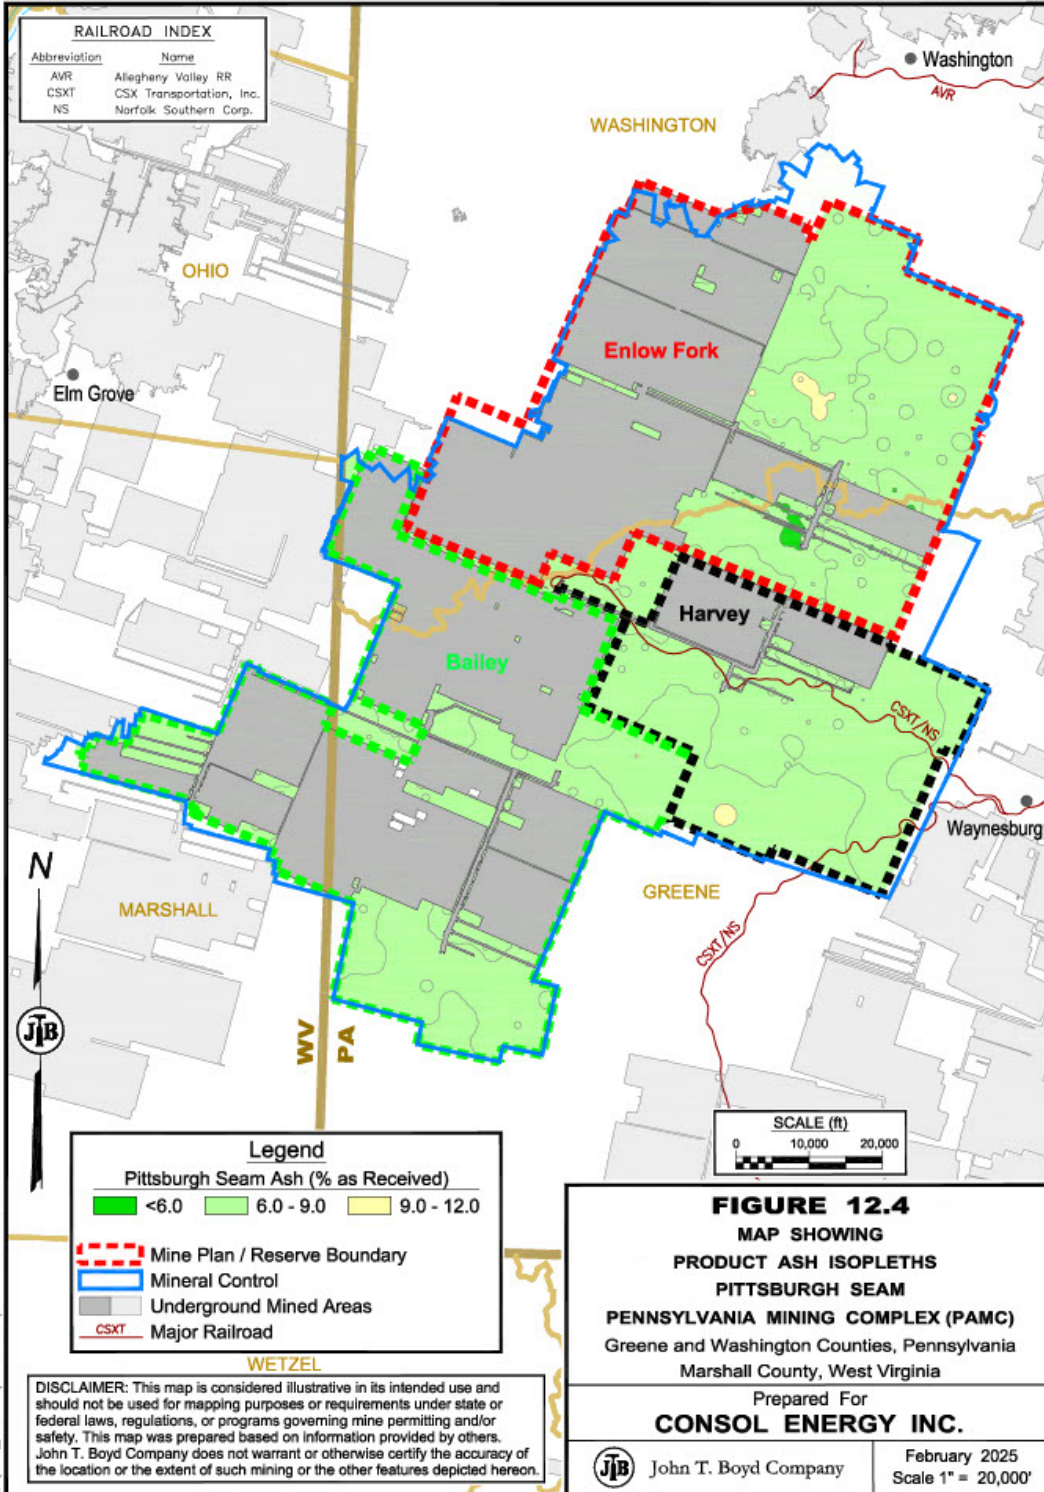 RAILROAD INDEX
Abbreviation Name
AVR Allegheny Valley RR
CSXT CSX Transportation, Inc.
NS Norfolk Southern Corp.
Washington
AVR
WASHINGTON
OHIO
Enlow Fork
Elm Grove
Harvey
Bailey
CSXT/NS
Waynesburg
GREENE
MARSHALL
N
CSXT/NS
JTB
WV
PA
SCALE (ft)
0 10,000 20,000
Legend
Pittsburgh Seam Ash (% as Received)
<6.0 6.0 - 9.0 9.0 - 12.0
Mine Plan / Reserve Boundary
Mineral Control
Underground Mined Areas
CSXT Major Railroad
WETZEL
DISCLAIMER: This map is considered illustrative in its intended use and
should not be used for mapping purposes or requirements under state or
federal laws, regulations, or programs governing mine permitting and/or
safety. This map was prepared based on information provided by others.
John T. Boyd Company does not warrant or otherwise certify the accuracy of
the location or the extent of such mining or the other features depicted hereon.
FIGURE 12.4
MAP SHOWING
PRODUCT ASH ISOPLETHS
PITTSBURGH SEAM
PENNSYLVANIA MINING COMPLEX (PAMC)
Greene and Washington Counties, Pennsylvania
Marshall County, West Virginia
Prepared For
CONSOL ENERGY INC.
JTB John T. Boyd Company
February 2025
Scale 1" = 20,000'